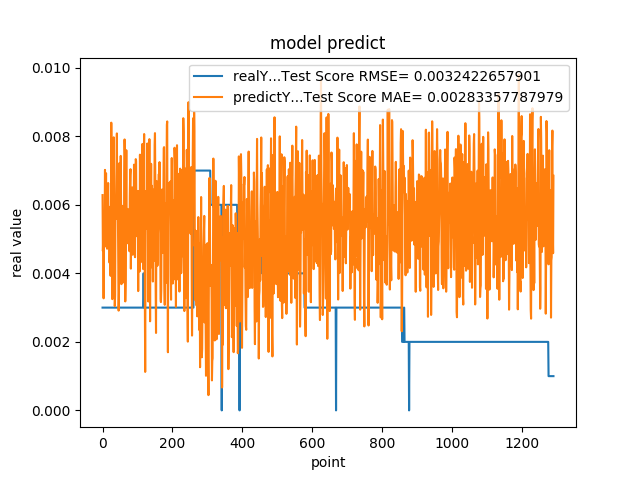 model predict
realY...Test Score RMSE= 0.0032422657901
predictY...Test Score MAE= 0.00283357787979
real value
0.010
0.008
0.006
0.004
0.002
0.000
0 200 400 600 800 1000 1200
point